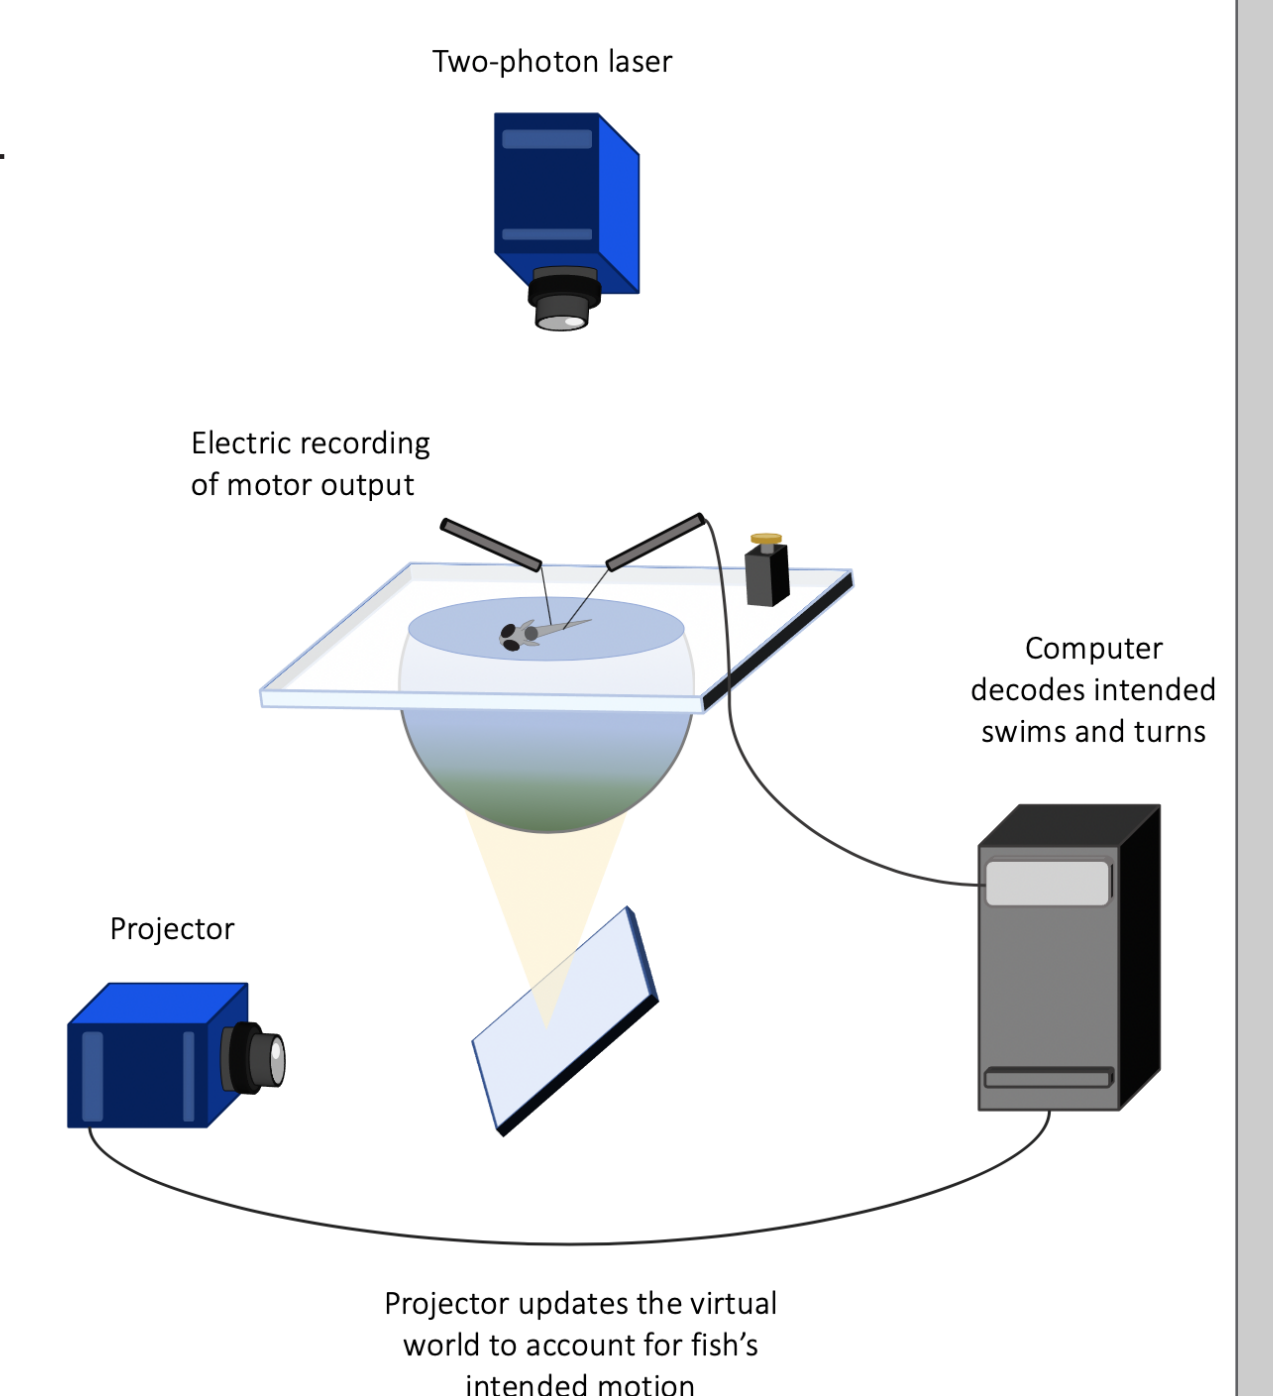 Two-photon laser
Electric recording
of motor output
Computer
decodes intended
swims and turns
Projector
Projector updates the virtual
world to account for fish’s
intended motion